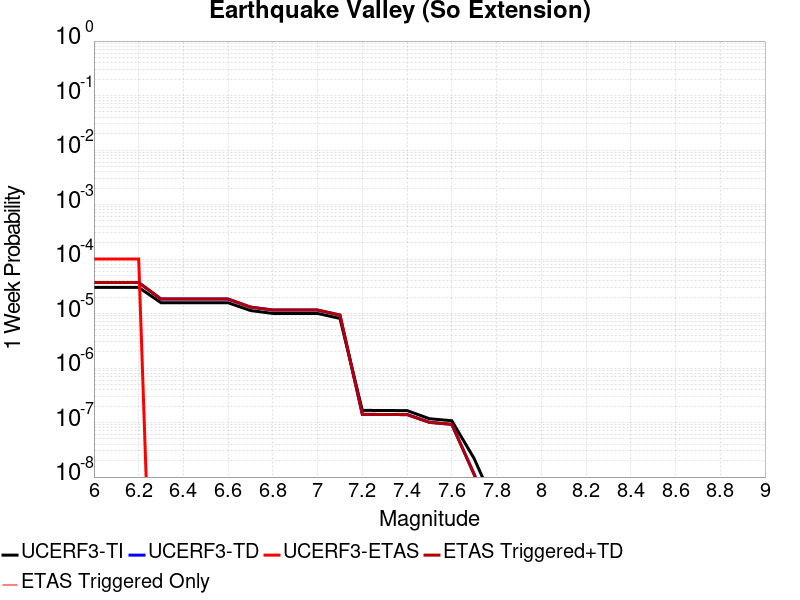 Earthquake Valley (So Extension)
10^0
10^-1
10^-2
10^-3
10^-4
10^-5
10^-6
10^-7
10^-8
1 Week Probability
6 6.2 6.4 6.6 6.8 7 7.2 7.4 7.6 7.8 8 8.2 8.4 8.6 8.8 9
Magnitude
UCERF3-TI UCERF3-TD UCERF3-ETAS ETAS Triggered+TD
ETAS Triggered Only